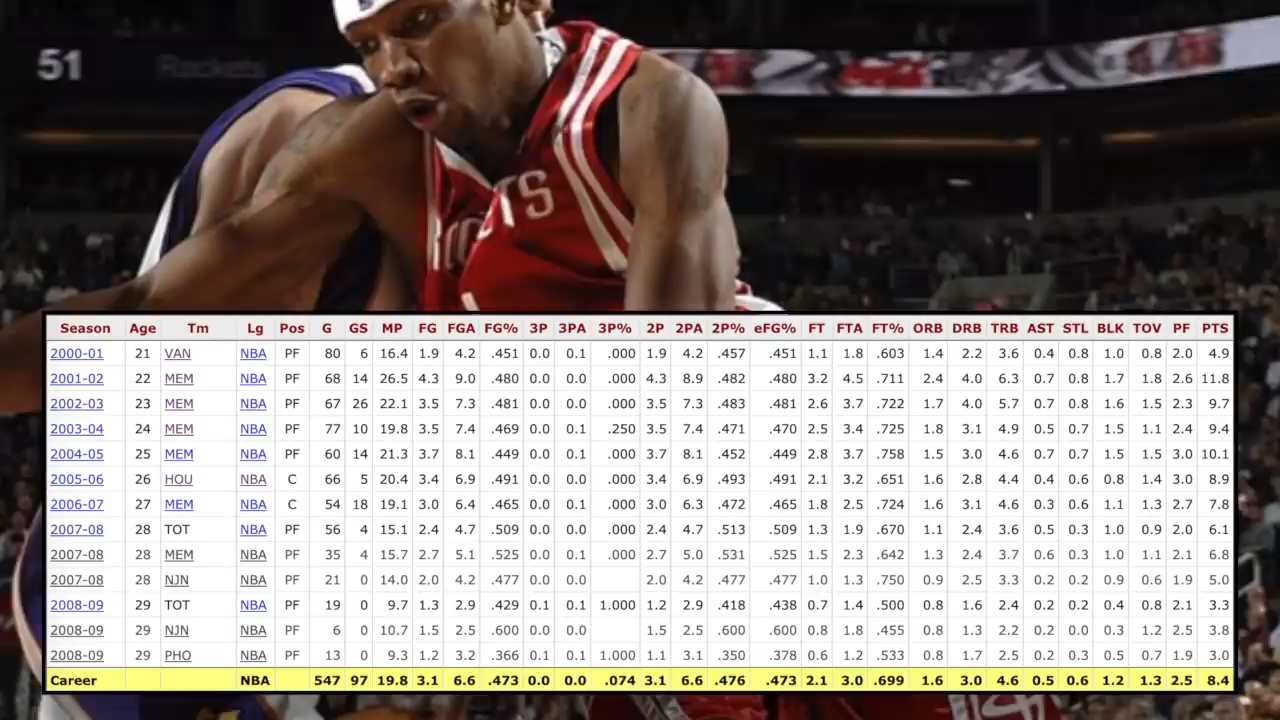 51
Rockets
TS
Season Age Tm Lg Pos G GS MP FG FGA FG% 3P 3PA 3P% 2P 2PA 2P% eFG% FT FTA FT% ORB DRB TRB AST STL BLK TOV PF PTS
2000-01 21 VAN NBA PF 80 6 16.4 1.9 4.2 .451 0.0 0.1 .000 1.9 4.2 .457 .451 1.1 1.8 .603 1.4 2.2 3.6 0.4 0.8 1.0 0.8 2.0 4.9
2001-02 22 MEM NBA PF 68 14 26.5 4.3 9.0 .480 0.0 0.1 .000 4.3 8.9 .482 .480 3.2 4.5 .711 2.4 4.0 6.3 0.7 0.8 1.7 1.8 2.6 11.8
2002-03 23 MEM NBA PF 67 26 22.1 3.5 7.3 .481 0.0 0.0 .000 3.5 7.3 .483 .481 2.6 3.7 .722 1.7 4.0 5.7 0.7 0.8 1.6 1.5 2.3 9.7
2003-04 24 MEM NBA PF 77 10 19.8 3.5 7.4 .469 0.0 0.1 .250 3.5 7.4 .471 .470 2.5 3.4 .725 1.8 3.1 4.9 0.5 0.7 1.5 1.1 2.4 9.4
2004-05 25 MEM NBA PF 60 14 21.3 3.7 8.1 .449 0.0 0.1 .000 3.7 8.1 .452 .449 2.8 3.7 .758 1.5 3.0 4.6 0.7 0.7 1.5 1.5 3.0 10.1
2005-06 26 HOU NBA C 66 5 20.4 3.4 6.9 .491 0.0 0.0 .000 3.4 6.9 .493 .491 2.1 3.2 .651 1.6 2.8 4.4 0.4 0.6 0.8 1.4 3.0 8.9
2006-07 27 MEM NBA C 54 18 19.1 3.0 6.4 .465 0.0 0.1 .000 3.0 6.3 .472 .465 1.8 2.5 .724 1.6 3.1 4.6 0.3 0.6 1.1 1.3 2.7 7.8
2007-08 28 TOT NBA PF 56 4 15.1 2.4 4.7 .509 0.0 0.0 .000 2.4 4.7 .513 .509 1.3 1.9 .670 1.1 2.4 3.6 0.5 0.3 1.0 0.9 2.0 6.1
2007-08 28 MEM NBA PF 35 4 15.7 2.7 5.1 .525 0.0 0.1 .000 2.7 5.0 .531 .525 1.5 2.3 .642 1.3 2.4 3.7 0.6 0.3 1.0 1.1 2.1 6.8
2007-08 28 NJN NBA PF 21 0 14.0 2.0 4.2 .477 0.0 0.0 2.0 4.2 .477 .477 1.0 1.3 .750 0.9 2.5 3.3 0.2 0.2 0.9 0.6 1.9 5.0
2008-09 29 TOT NBA PF 19 0 9.7 1.3 2.9 .429 0.1 0.1 1.000 1.2 2.9 .418 .438 0.7 1.4 .500 0.8 1.6 2.4 0.2 0.2 0.4 0.8 2.1 3.3
2008-09 29 NJN NBA PF 6 0 10.7 1.5 2.5 .600 0.0 0.0 1.5 2.5 .600 .600 0.8 1.8 .455 0.8 1.3 2.2 0.2 0.0 0.3 1.2 2.5 3.8
2008-09 29 PHO NBA PF 13 0 9.3 1.2 3.2 .366 0.1 0.1 1.000 1.1 3.1 .350 .378 0.6 1.2 .533 0.8 1.7 2.5 0.2 0.3 0.5 0.7 1.9 3.0
Career NBA 547 97 19.8 3.1 6.6 .473 0.0 0.0 .074 3.1 6.6 .476 .473 2.1 3.0 .699 1.6 3.0 4.6 0.5 0.6 1.2 1.3 2.5 8.4